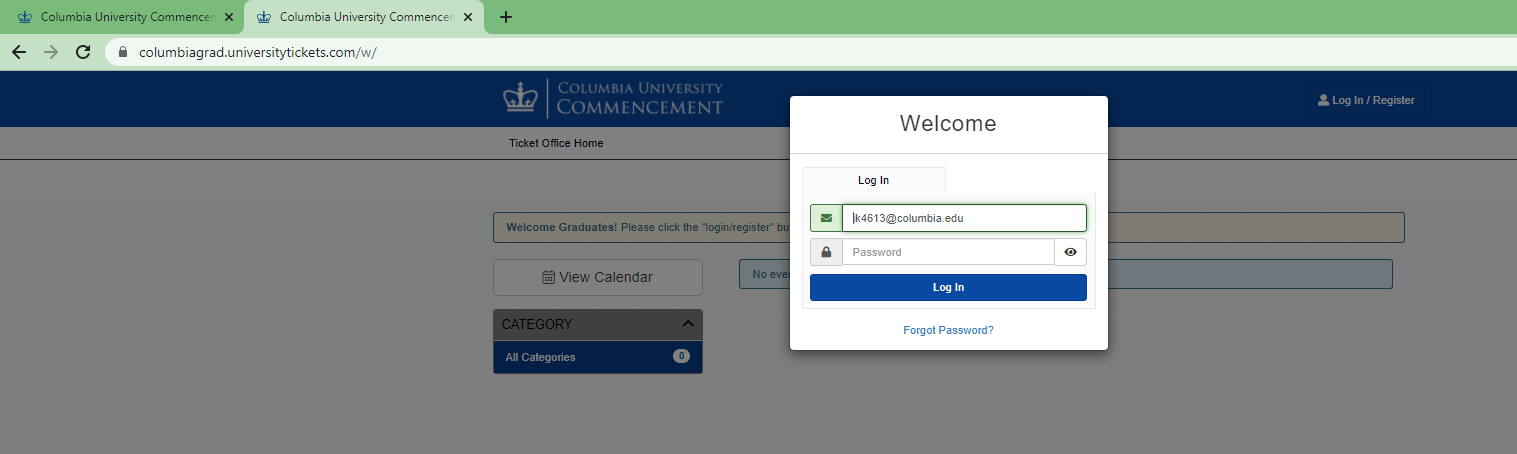 Columbia University Commencen
Columbia University Commencen
columbiagrad.universitytickets.com/w/
COLUMBIA UNIVERSITY
COMMENCEMENT
Log In / Register
Ticket Office Home
Welcome
Log In
k4613@columbia.edu
Password
Log In
Forgot Password?
Welcome Graduates! Please click the "login/register" bu
View Calendar
No eve
CATEGORY
All Categories
0